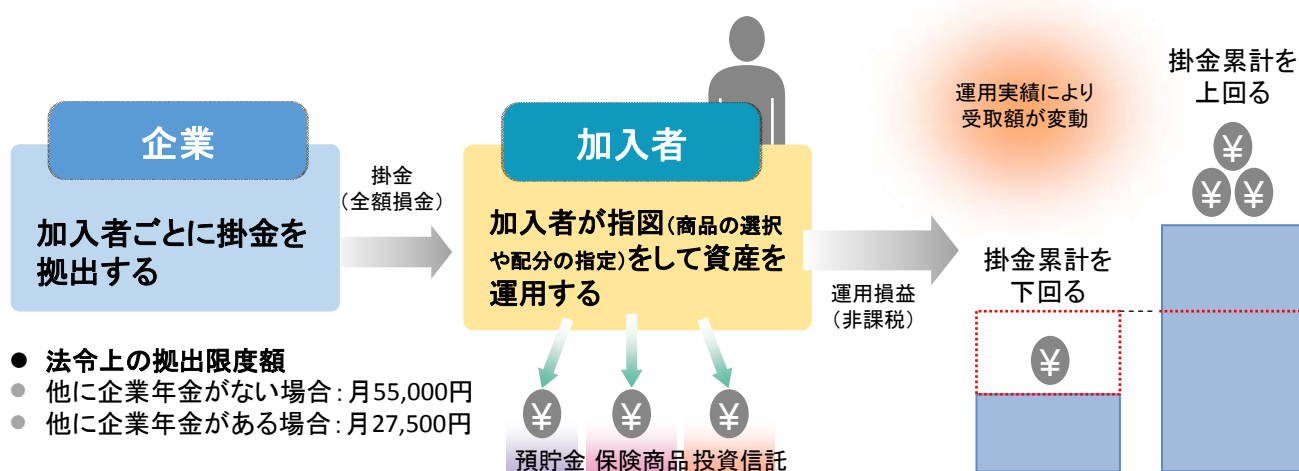 企業
加入者ごとに掛金を
拠出する
掛金
(全額損金)
加入者
加入者が指図(商品の選択
や配分の指定)をして資産を
運用する
運用損益
(非課税)
運用実績により
受取額が変動
掛金累計を
上回る
¥
¥ ¥
掛金累計を
下回る
¥
● 法令上の拠出限度額
● 他に企業年金がない場合:月55,000円
● 他に企業年金がある場合:月27,500円
¥ ¥ ¥
預貯金 保険商品 投資信託